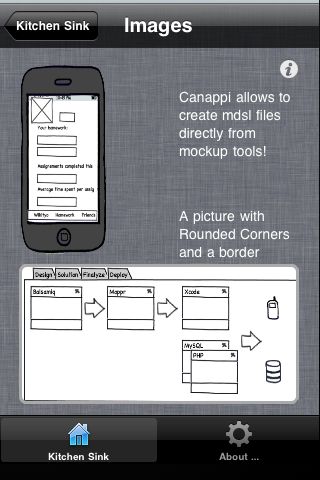 Kitchen Sink
Images
Your homework:
Assignments completed this
Average time spent per assig
Homework
Friends
Canappi allows to
create mdsl files
directly from
mockup tools!
A picture with
Rounded Corners
and a border
Design
Solution
Finalyze
Deploy
Balsamiq
Mappr
Xcode
MySQL
PHP
Kitchen Sink
About ...